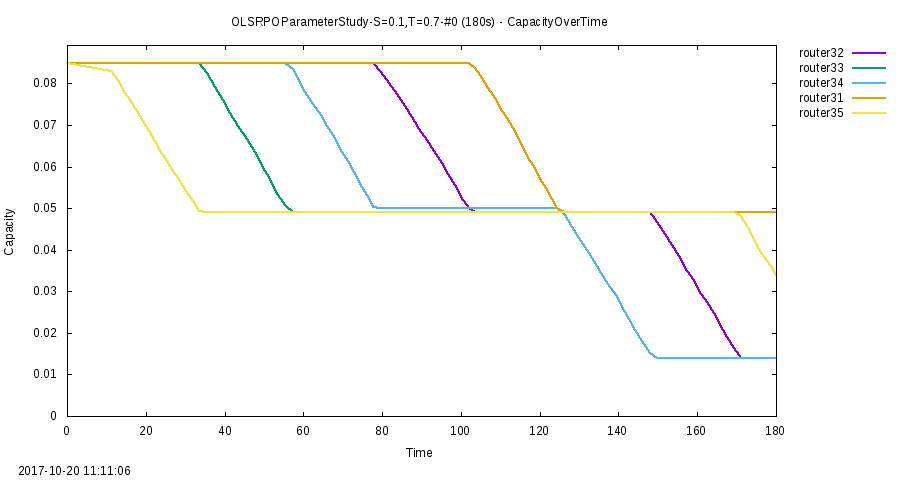 OLSRPOParameterStudy-S=0.1,T=0.7-#0 (180s) - CapacityOverTime
router32
router33
router34
router31
router35
0.08
0.07
0.06
0.05
0.04
0.03
0.02
0.01
0
Capacity
0 20 40 60 80 100 120 140 160 180
Time
2017-10-20 11:11:06